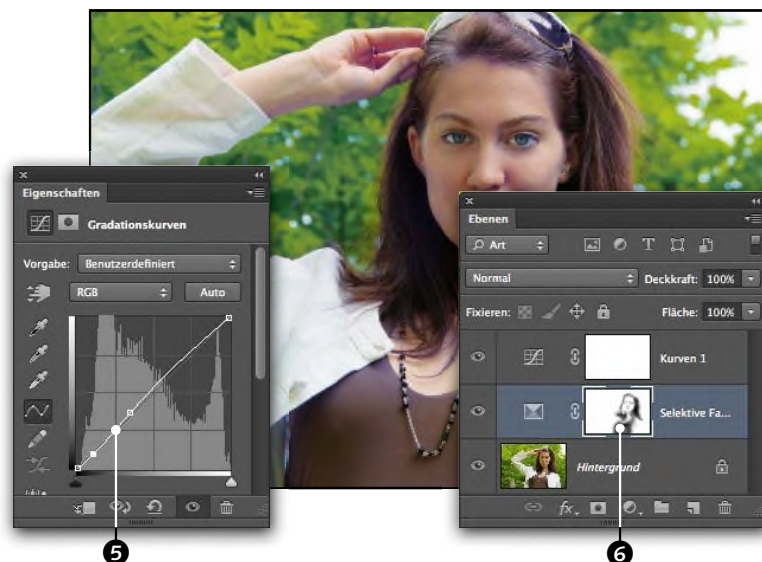 Eigenschaften
Gradationskurven
Vorgabe: Benutzerdefiniert
RGB Auto
Ebenen
Art
Normal Deckkraft: 100%
Fixieren: Fläche: 100%
Kurven 1
Selektive Fa...
Hintergrund
fx
5
6